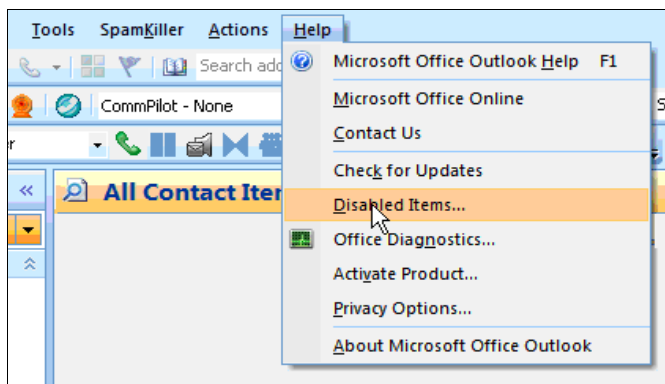 Tools SpamKiller Actions Help
Search add
Microsoft Office Outlook Help F1
CommPilot - None
Microsoft Office Online
S
Contact Us
r
Check for Updates
All Contact Iter
Disabled Items...
Office Diagnostics...
Activate Product...
Privacy Options...
About Microsoft Office Outlook